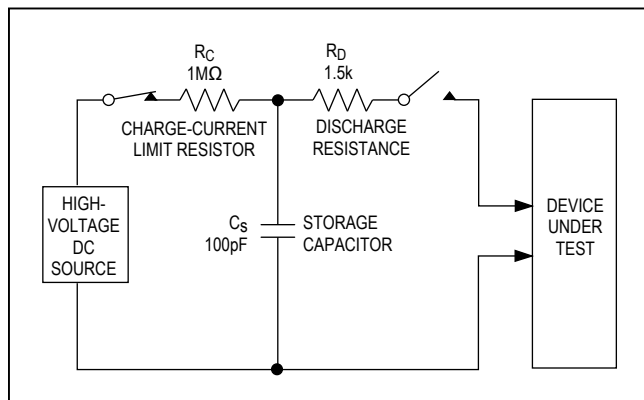 RC
1MΩ
CHARGE-CURRENT
LIMIT RESISTOR
RD
1.5k
DISCHARGE
RESISTANCE
HIGH-
VOLTAGE
DC
SOURCE
CS
100pF
STORAGE
CAPACITOR
DEVICE
UNDER
TEST